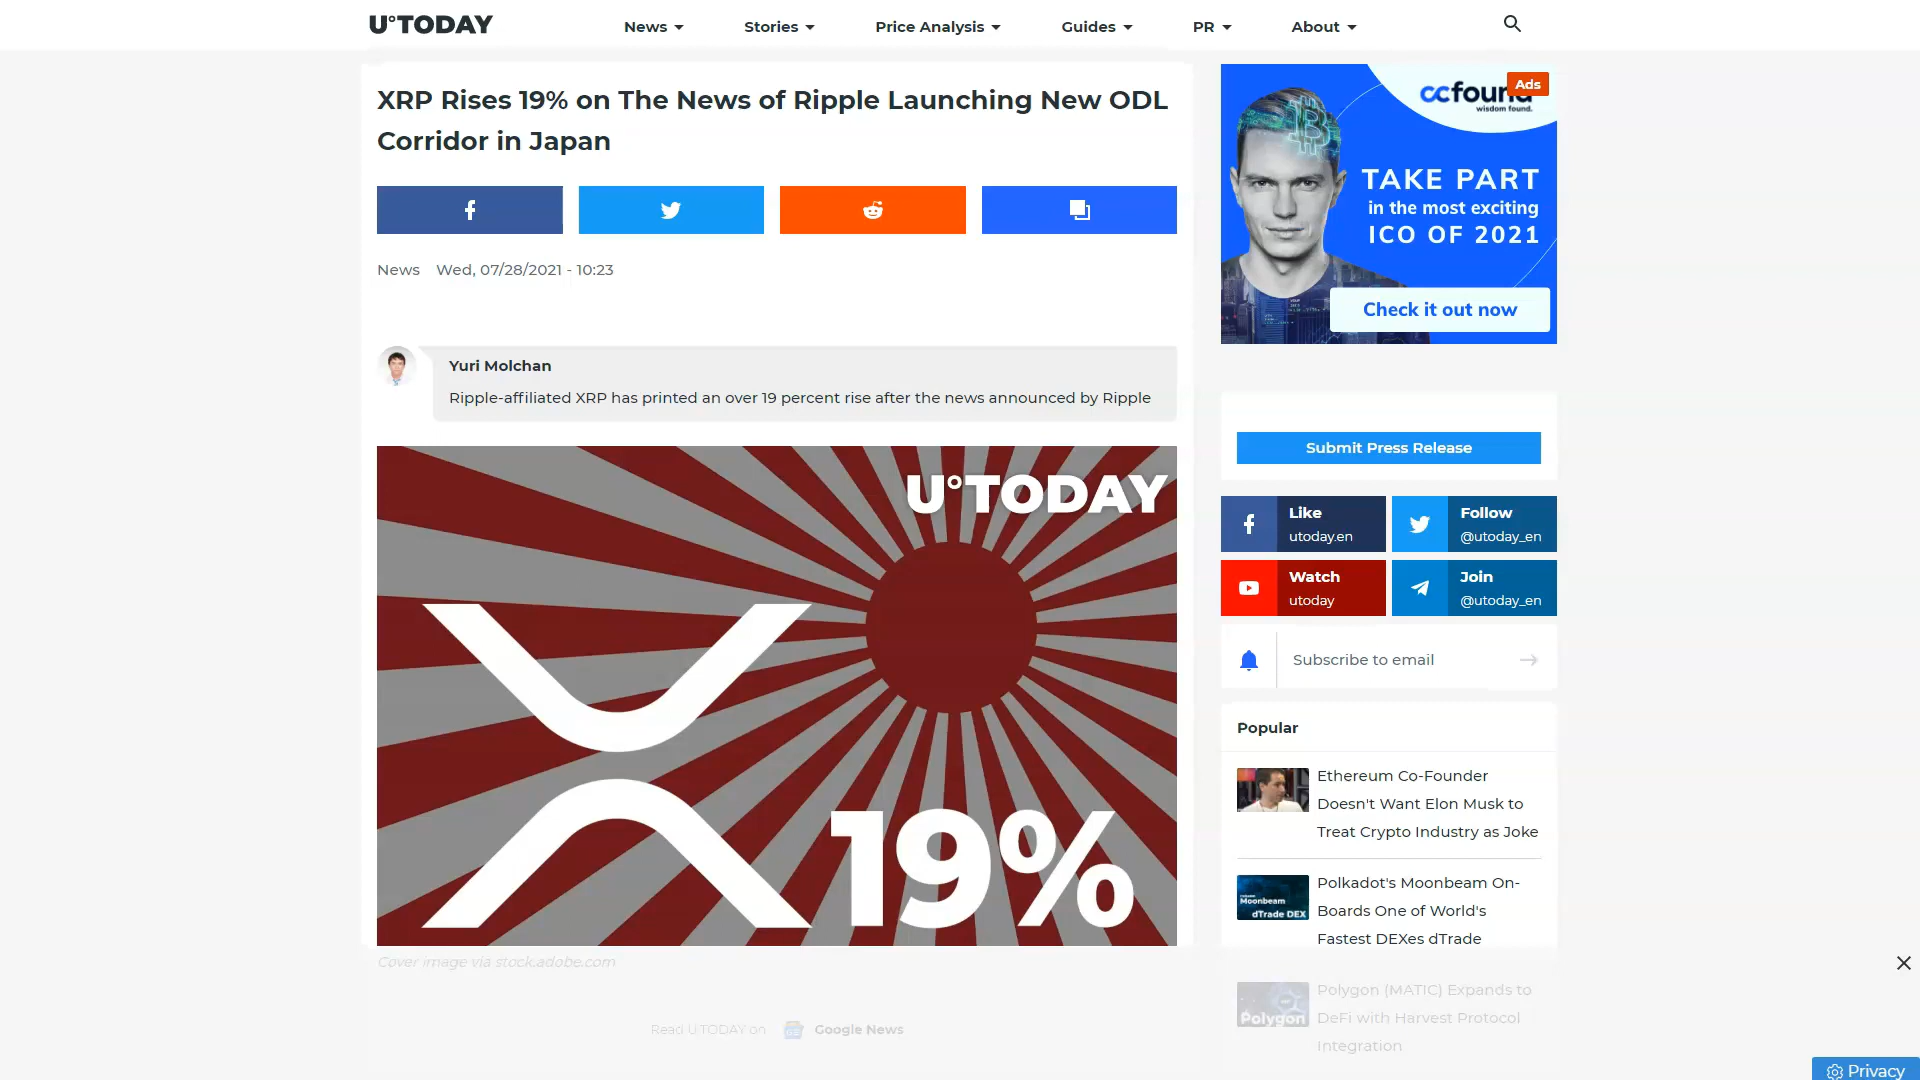 U°TODAY
News
Stories
Price Analysis
Guides
PR
About
XRP Rises 19% on The News of Ripple Launching New ODL
Corridor in Japan
News Wed, 07/28/2021 - 10:23
Yuri Molchan
Ripple-affiliated XRP has printed an over 19 percent rise after the news announced by Ripple
U°TODAY
19%
Cover image via stock.adobe.com
Read U.TODAY on Google News
Ads
ccfound
wisdom found.
TAKE PART
in the most exciting
ICO OF 2021
Check it out now
Submit Press Release
Like
utoday.en
Follow
@utoday_en
Watch
utoday
Join
@utoday_en
Subscribe to email
Popular
Ethereum Co-Founder
Doesn't Want Elon Musk to
Treat Crypto Industry as Joke
Moonbeam
dTrade DEX
Polkadot's Moonbeam On-
Boards One of World's
Fastest DEXes dTrade
Polygon
Polygon (MATIC) Expands to
DeFi with Harvest Protocol
Integration
Privacy